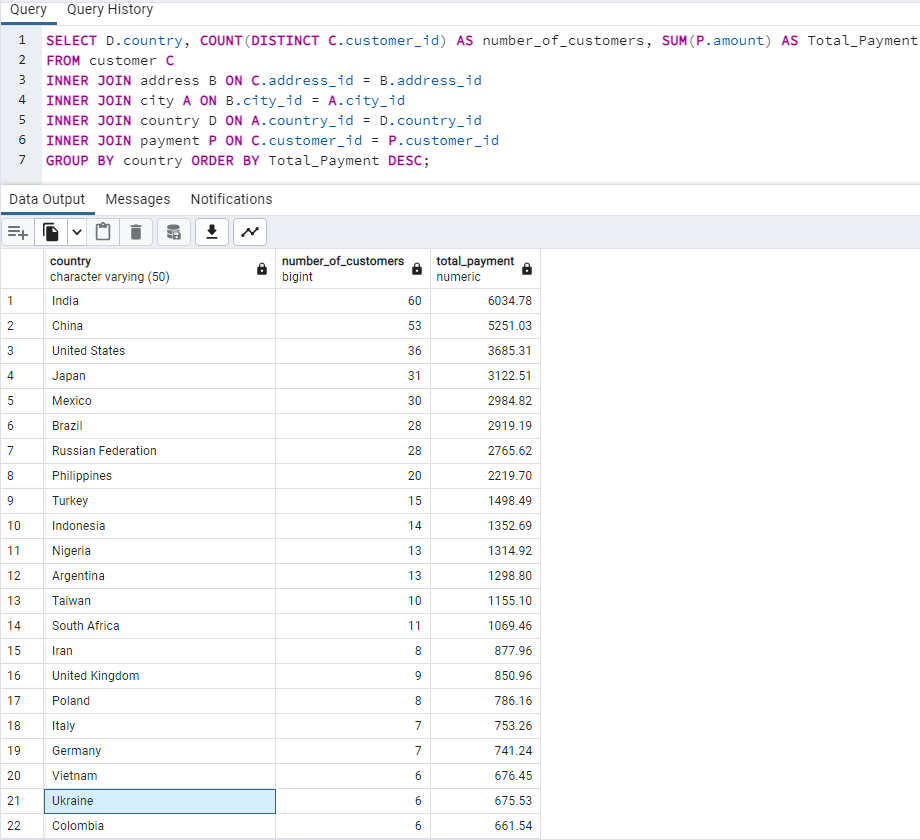 Query Query History
1 SELECT D.country, COUNT(DISTINCT C.customer_id) AS number_of_customers, SUM(P.amount) AS Total_Payment
2 FROM customer C
3 INNER JOIN address B ON C.address_id = B.address_id
4 INNER JOIN city A ON B.city_id = A.city_id
5 INNER JOIN country D ON A.country_id = D.country_id
6 INNER JOIN payment P ON C.customer_id = P.customer_id
7 GROUP BY country ORDER BY Total_Payment DESC;
Data Output Messages Notifications
country number_of_customers total_payment
character varying (50) bigint numeric
1 India 60 6034.78
2 China 53 5251.03
3 United States 36 3685.31
4 Japan 31 3122.51
5 Mexico 30 2984.82
6 Brazil 28 2919.19
7 Russian Federation 28 2765.62
8 Philippines 20 2219.70
9 Turkey 15 1498.49
10 Indonesia 14 1352.69
11 Nigeria 13 1314.92
12 Argentina 13 1298.80
13 Taiwan 10 1155.10
14 South Africa 11 1069.46
15 Iran 8 877.96
16 United Kingdom 9 850.96
17 Poland 8 786.16
18 Italy 7 753.26
19 Germany 7 741.24
20 Vietnam 6 676.45
21 Ukraine 6 675.53
22 Colombia 6 661.54